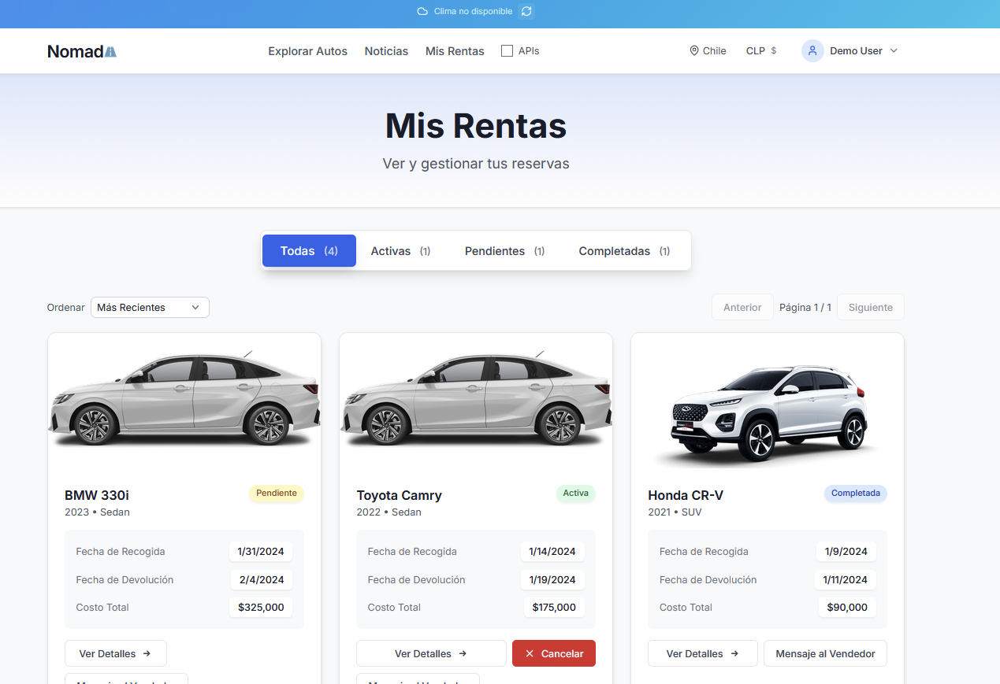 Clima no disponible
Nomad
Explorar Autos
Noticias
Mis Rentas
APIs
Chile
CLP $
Demo User
Mis Rentas
Ver y gestionar tus reservas
Todas (4)
Activas (1)
Pendientes (1)
Completadas (1)
Ordenar
Más Recientes
Anterior
Página 1 / 1
Siguiente
BMW 330i
Pendiente
2023 • Sedan
Fecha de Recogida 1/31/2024
Fecha de Devolución 2/4/2024
Costo Total $325,000
Ver Detalles →
Toyota Camry
Activa
2022 • Sedan
Fecha de Recogida 1/14/2024
Fecha de Devolución 1/19/2024
Costo Total $175,000
Ver Detalles →
Cancelar
Honda CR-V
Completada
2021 • SUV
Fecha de Recogida 1/9/2024
Fecha de Devolución 1/11/2024
Costo Total $90,000
Ver Detalles →
Mensaje al Vendedor